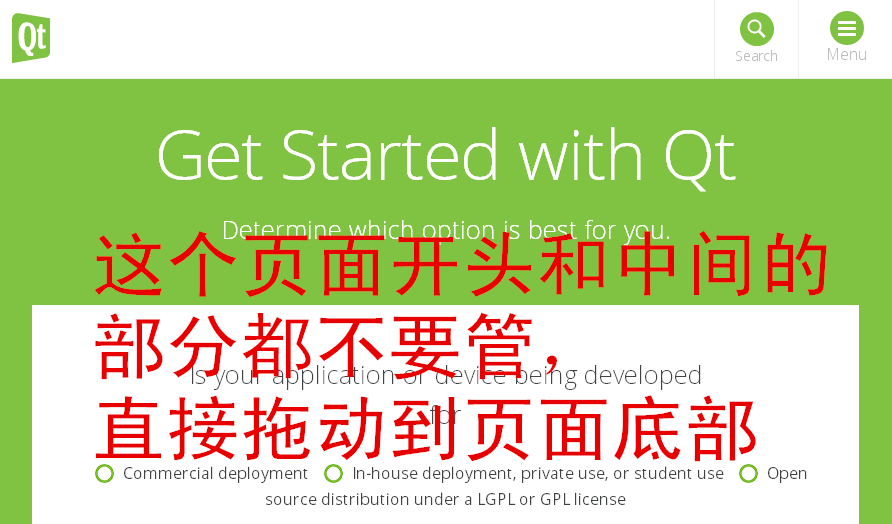 Qt
Search
Menu
Get Started with Qt
Determine which option is best for you.
这个页面开头和中间的
部分都不要管，
Is your application or device being developed
for
直接拖动到页面底部
Commercial deployment In-house deployment, private use, or student use Open
source distribution under a LGPL or GPL license